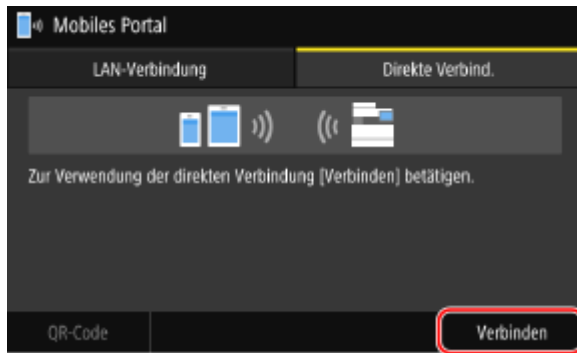 Mobiles Portal
LAN-Verbindung
Direkte Verbind.
Zur Verwendung der direkten Verbindung [Verbinden] betätigen.
QR-Code
Verbinden